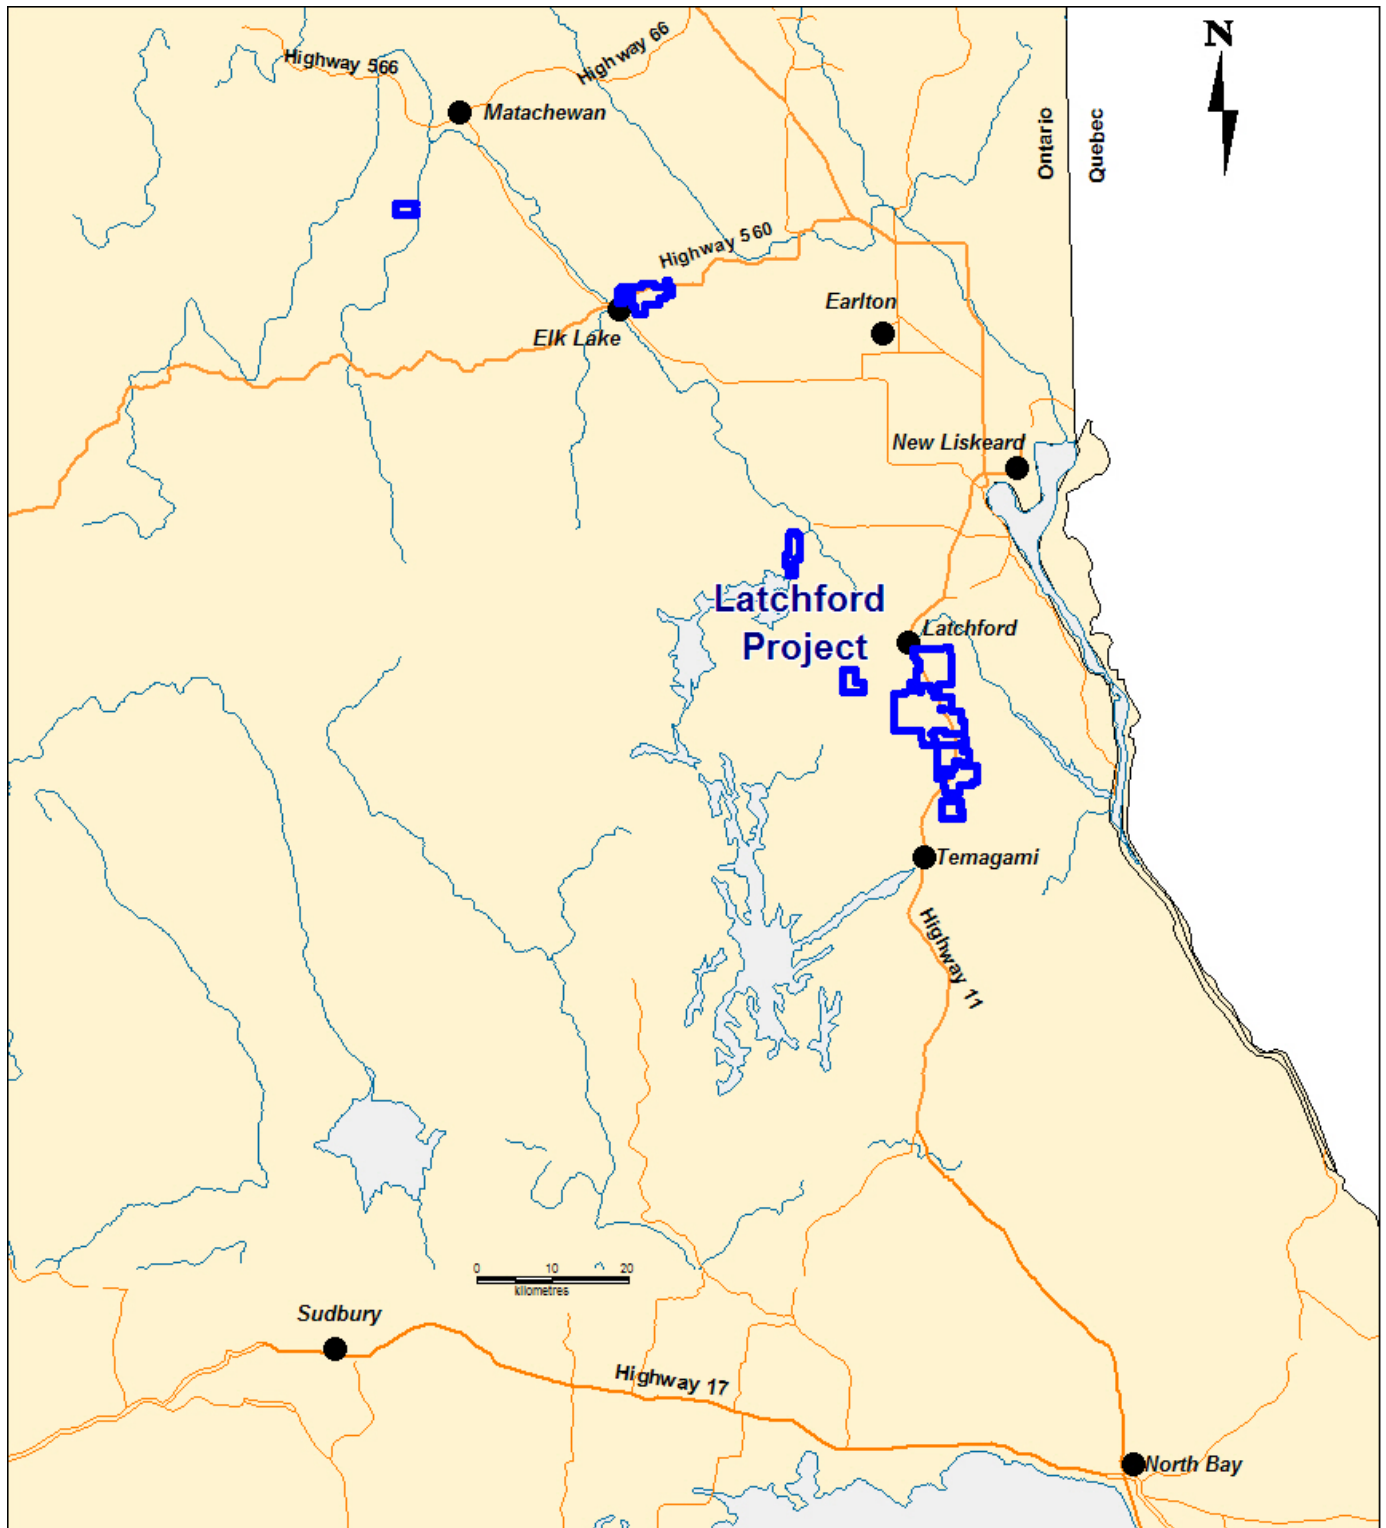 N
Highway 566
Highway 66
Matachewan
Ontario
Quebec
Highway 560
Earlton
Elk Lake
New Liskeard
Latchford
Project
Latchford
Temagami
Highway 11
0 10 20
kilometres
Sudbury
Highway 17
North Bay